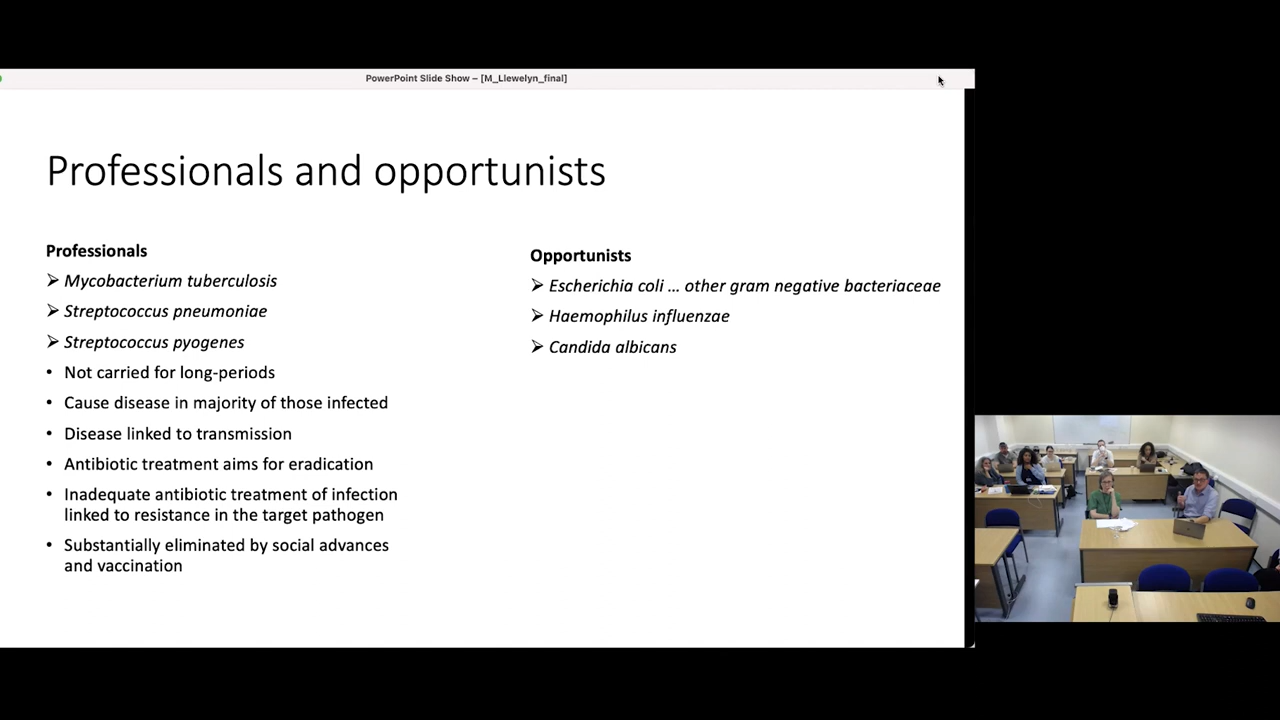 PowerPoint Slide Show – [M_Llewelyn_final]
Professionals and opportunists
Professionals
➢ Mycobacterium tuberculosis
➢ Streptococcus pneumoniae
➢ Streptococcus pyogenes
• Not carried for long-periods
• Cause disease in majority of those infected
• Disease linked to transmission
• Antibiotic treatment aims for eradication
• Inadequate antibiotic treatment of infection
linked to resistance in the target pathogen
• Substantially eliminated by social advances
and vaccination
Opportunists
➢ Escherichia coli ... other gram negative bacteriaceae
➢ Haemophilus influenzae
➢ Candida albicans